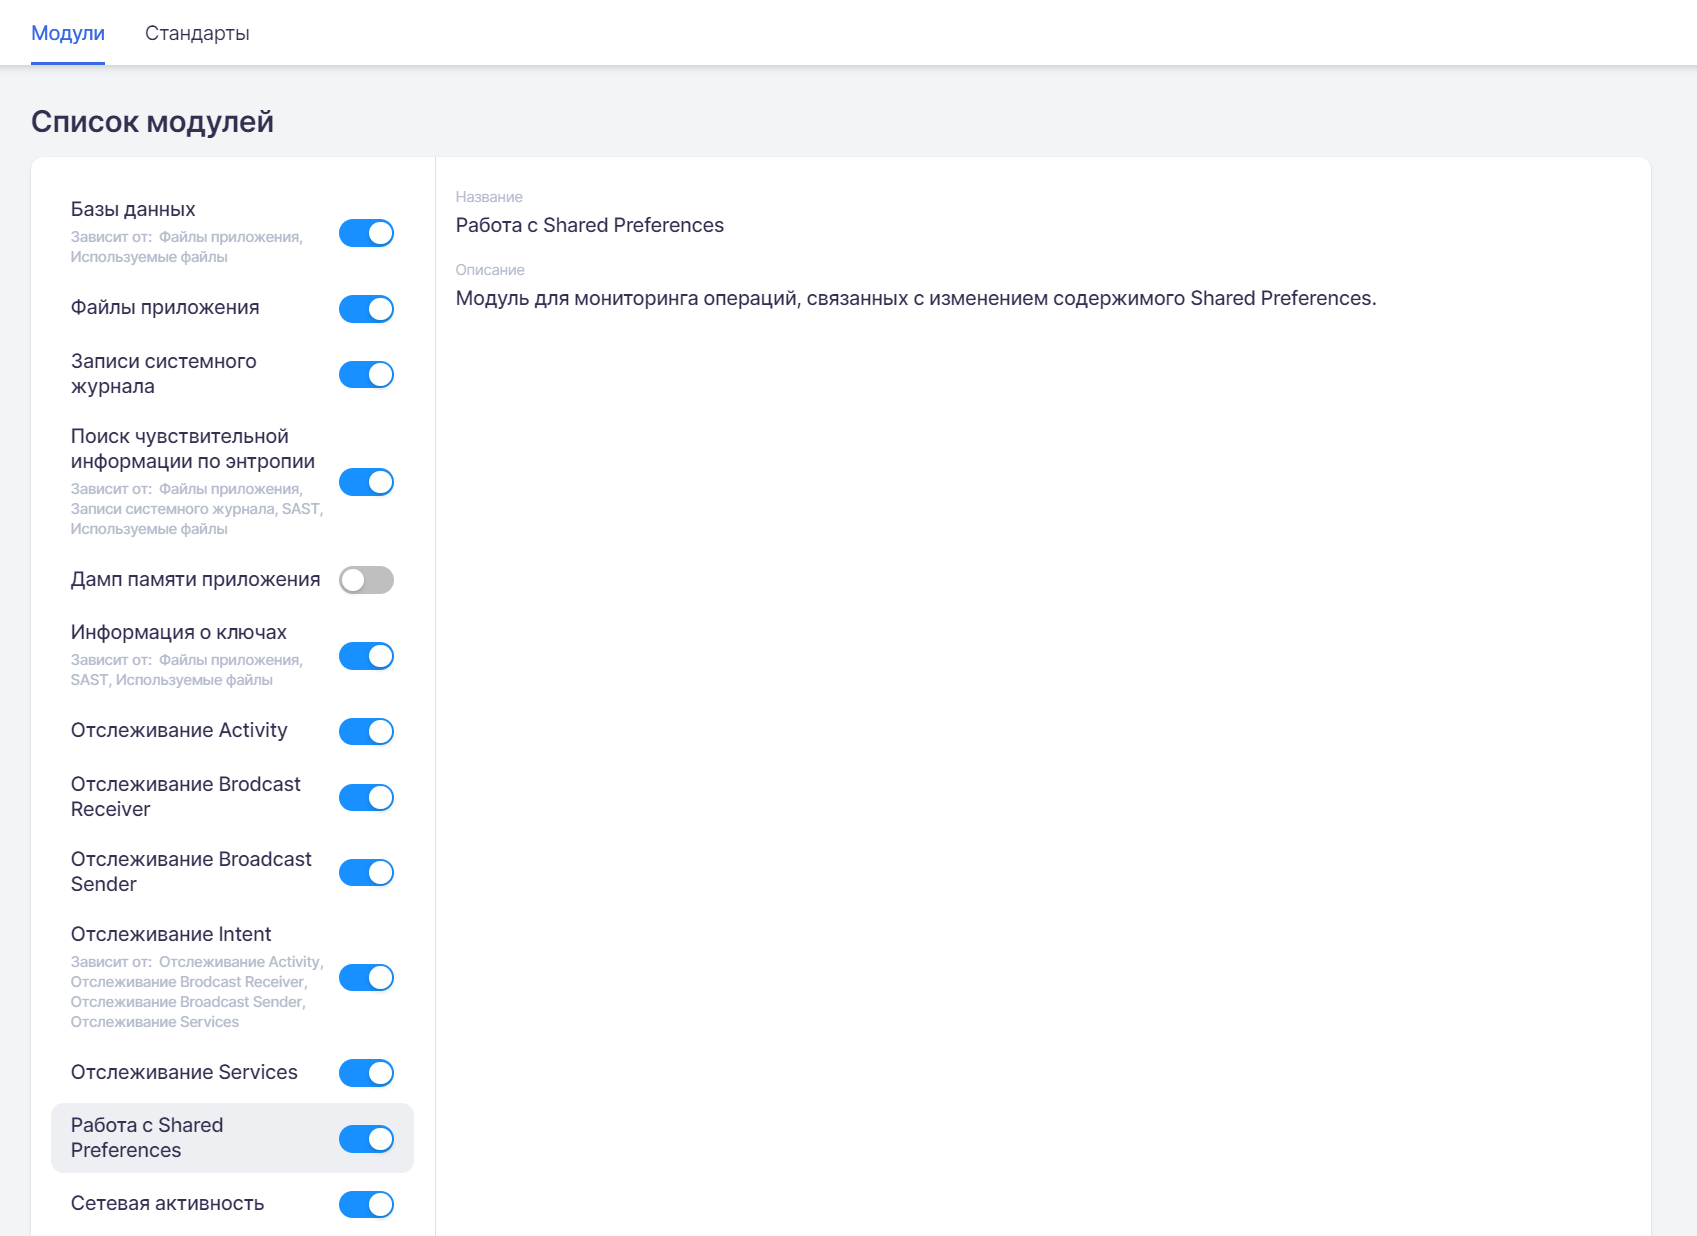 Модули
Стандарты
Список модулей
Базы данных
Зависит от: Файлы приложения,
Используемые файлы
Файлы приложения
Записи системного
журнала
Поиск чувствительной
информации по энтропии
Зависит от: Файлы приложения,
Записи системного журнала, SAST,
Используемые файлы
Дамп памяти приложения
Информация о ключах
Зависит от: Файлы приложения,
SAST, Используемые файлы
Отслеживание Activity
Отслеживание Brodcast
Receiver
Отслеживание Broadcast
Sender
Отслеживание Intent
Зависит от: Отслеживание Activity,
Отслеживание Brodcast Receiver,
Отслеживание Broadcast Sender,
Отслеживание Services
Отслеживание Services
Работа с Shared
Preferences
Сетевая активность
Название
Работа с Shared Preferences
Описание
Модуль для мониторинга операций, связанных с изменением содержимого Shared Preferences.